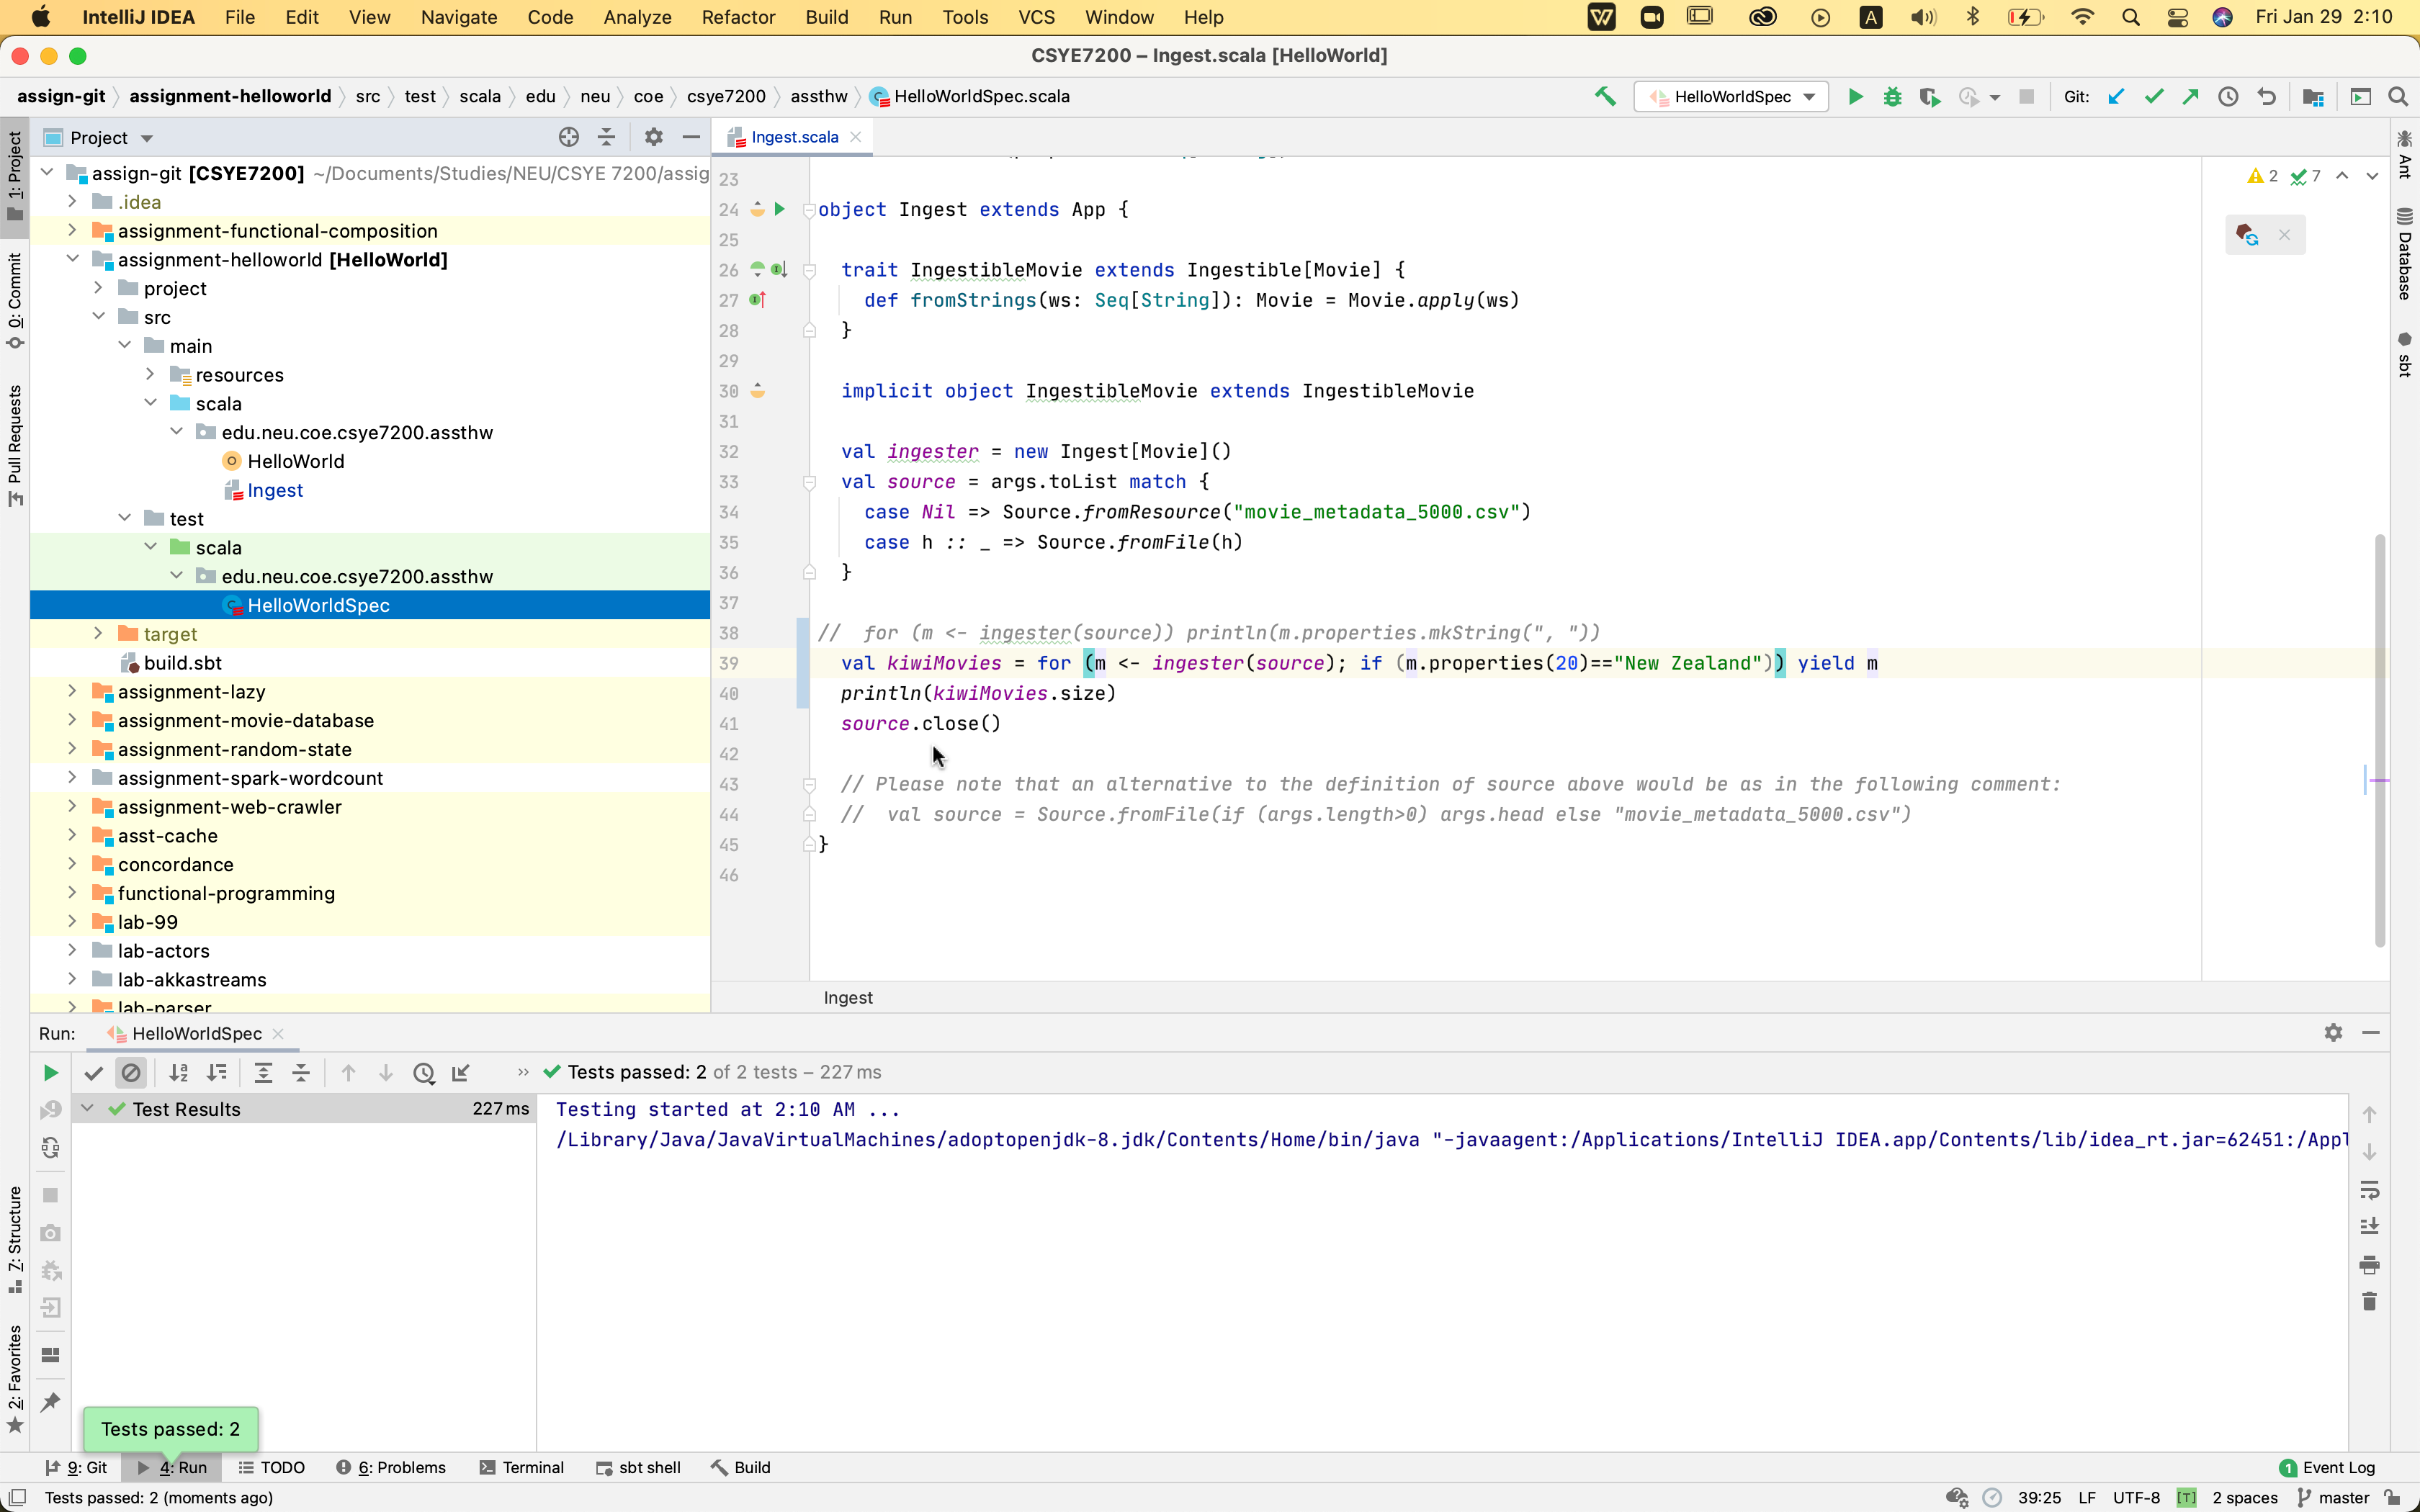 IntelliJ IDEA File Edit View Navigate Code Analyze Refactor Build Run Tools VCS Window Help Fri Jan 29 2:10
CSYE7200 – Ingest.scala [HelloWorld]
assign-git assignment-helloworld src test scala edu neu coe csye7200 assthw HelloWorldSpec.scala HelloWorldSpec Git:
1: Project
0: Commit
Pull Requests
7: Structure
2: Favorites
Project
assign-git [CSYE7200] ~/Documents/Studies/NEU/CSYE 7200/assig
.idea
assignment-functional-composition
assignment-helloworld [HelloWorld]
project
src
main
resources
scala
edu.neu.coe.csye7200.assthw
HelloWorld
Ingest
test
scala
edu.neu.coe.csye7200.assthw
HelloWorldSpec
target
build.sbt
assignment-lazy
assignment-movie-database
assignment-random-state
assignment-spark-wordcount
assignment-web-crawler
asst-cache
concordance
functional-programming
lab-99
lab-actors
lab-akkastreams
lab-parser
Ingest.scala
2 7
23
24 object Ingest extends App {
25
26 trait IngestibleMovie extends Ingestible[Movie] {
27 def fromStrings(ws: Seq[String]): Movie = Movie.apply(ws)
28 }
29
30 implicit object IngestibleMovie extends IngestibleMovie
31
32 val ingester = new Ingest[Movie]()
33 val source = args.toList match {
34 case Nil => Source.fromResource("movie_metadata_5000.csv")
35 case h :: _ => Source.fromFile(h)
36 }
37
38 // for (m <- ingester(source)) println(m.properties.mkString(", "))
39 val kiwiMovies = for (m <- ingester(source); if (m.properties(20)=="New Zealand")) yield m
40 println(kiwiMovies.size)
41 source.close()
42
43 // Please note that an alternative to the definition of source above would be as in the following comment:
44 // val source = Source.fromFile(if (args.length>0) args.head else "movie_metadata_5000.csv")
45 }
46
Ingest
Ant
Database
sbt
Run: HelloWorldSpec
Tests passed: 2 of 2 tests – 227 ms
Test Results 227 ms
Testing started at 2:10 AM ...
/Library/Java/JavaVirtualMachines/adoptopenjdk-8.jdk/Contents/Home/bin/java "-javaagent:/Applications/IntelliJ IDEA.app/Contents/lib/idea_rt.jar=62451:/Appl
Tests passed: 2
9: Git 4: Run TODO 6: Problems Terminal sbt shell Build 1 Event Log
Tests passed: 2 (moments ago) 39:25 LF UTF-8 [T] 2 spaces master